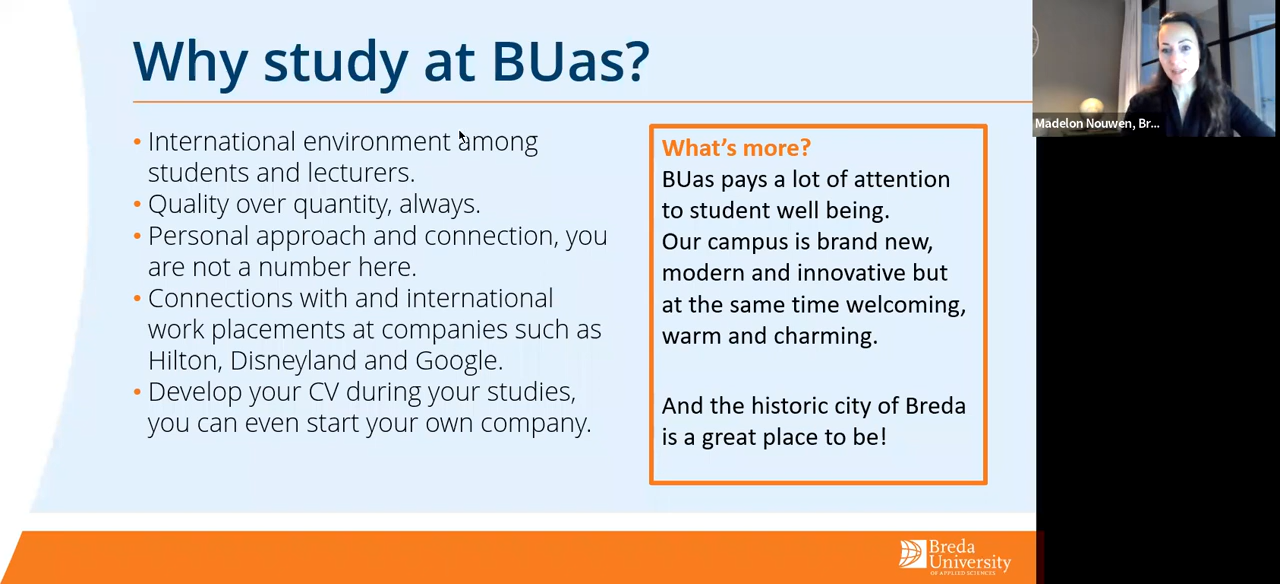 Why study at BUas?
• International environment among
students and lecturers.
• Quality over quantity, always.
• Personal approach and connection, you
are not a number here.
• Connections with and international
work placements at companies such as
Hilton, Disneyland and Google.
• Develop your CV during your studies,
you can even start your own company.
What's more?
BUas pays a lot of attention
to student well being.
Our campus is brand new,
modern and innovative but
at the same time welcoming,
warm and charming.
And the historic city of Breda
is a great place to be!
Madelon Nouwen, Br...
Breda
University
OF APPLIED SCIENCES